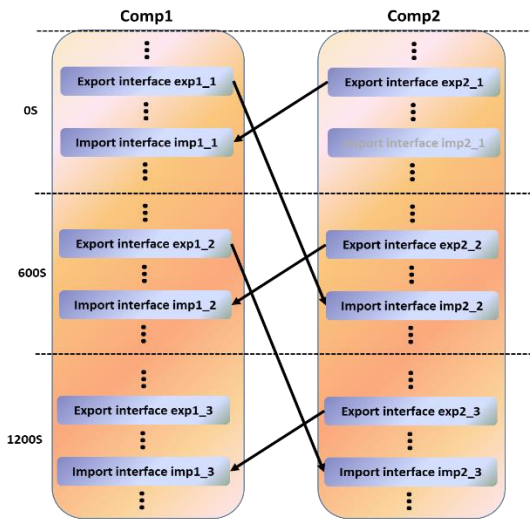 Comp1 Comp2
Export interface exp1_1 Export interface exp2_1
0S
Import interface imp1_1 Import interface imp2_1
Export interface exp1_2 Export interface exp2_2
600S
Import interface imp1_2 Import interface imp2_2
Export interface exp1_3 Export interface exp2_3
1200S
Import interface imp1_3 Import interface imp2_3